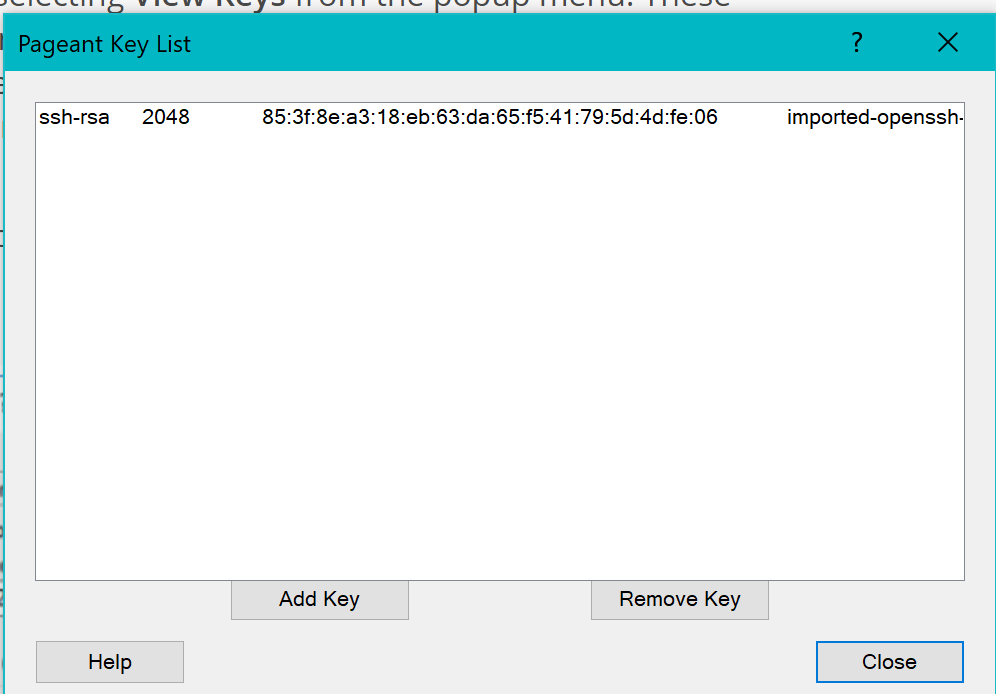 selecting View Keys from the popup menu. These
Pageant Key List ?
ssh-rsa 2048 85:3f:8e:a3:18:eb:63:da:65:f5:41:79:5d:4d:fe:06 imported-openssh-
Add Key Remove Key
Help Close